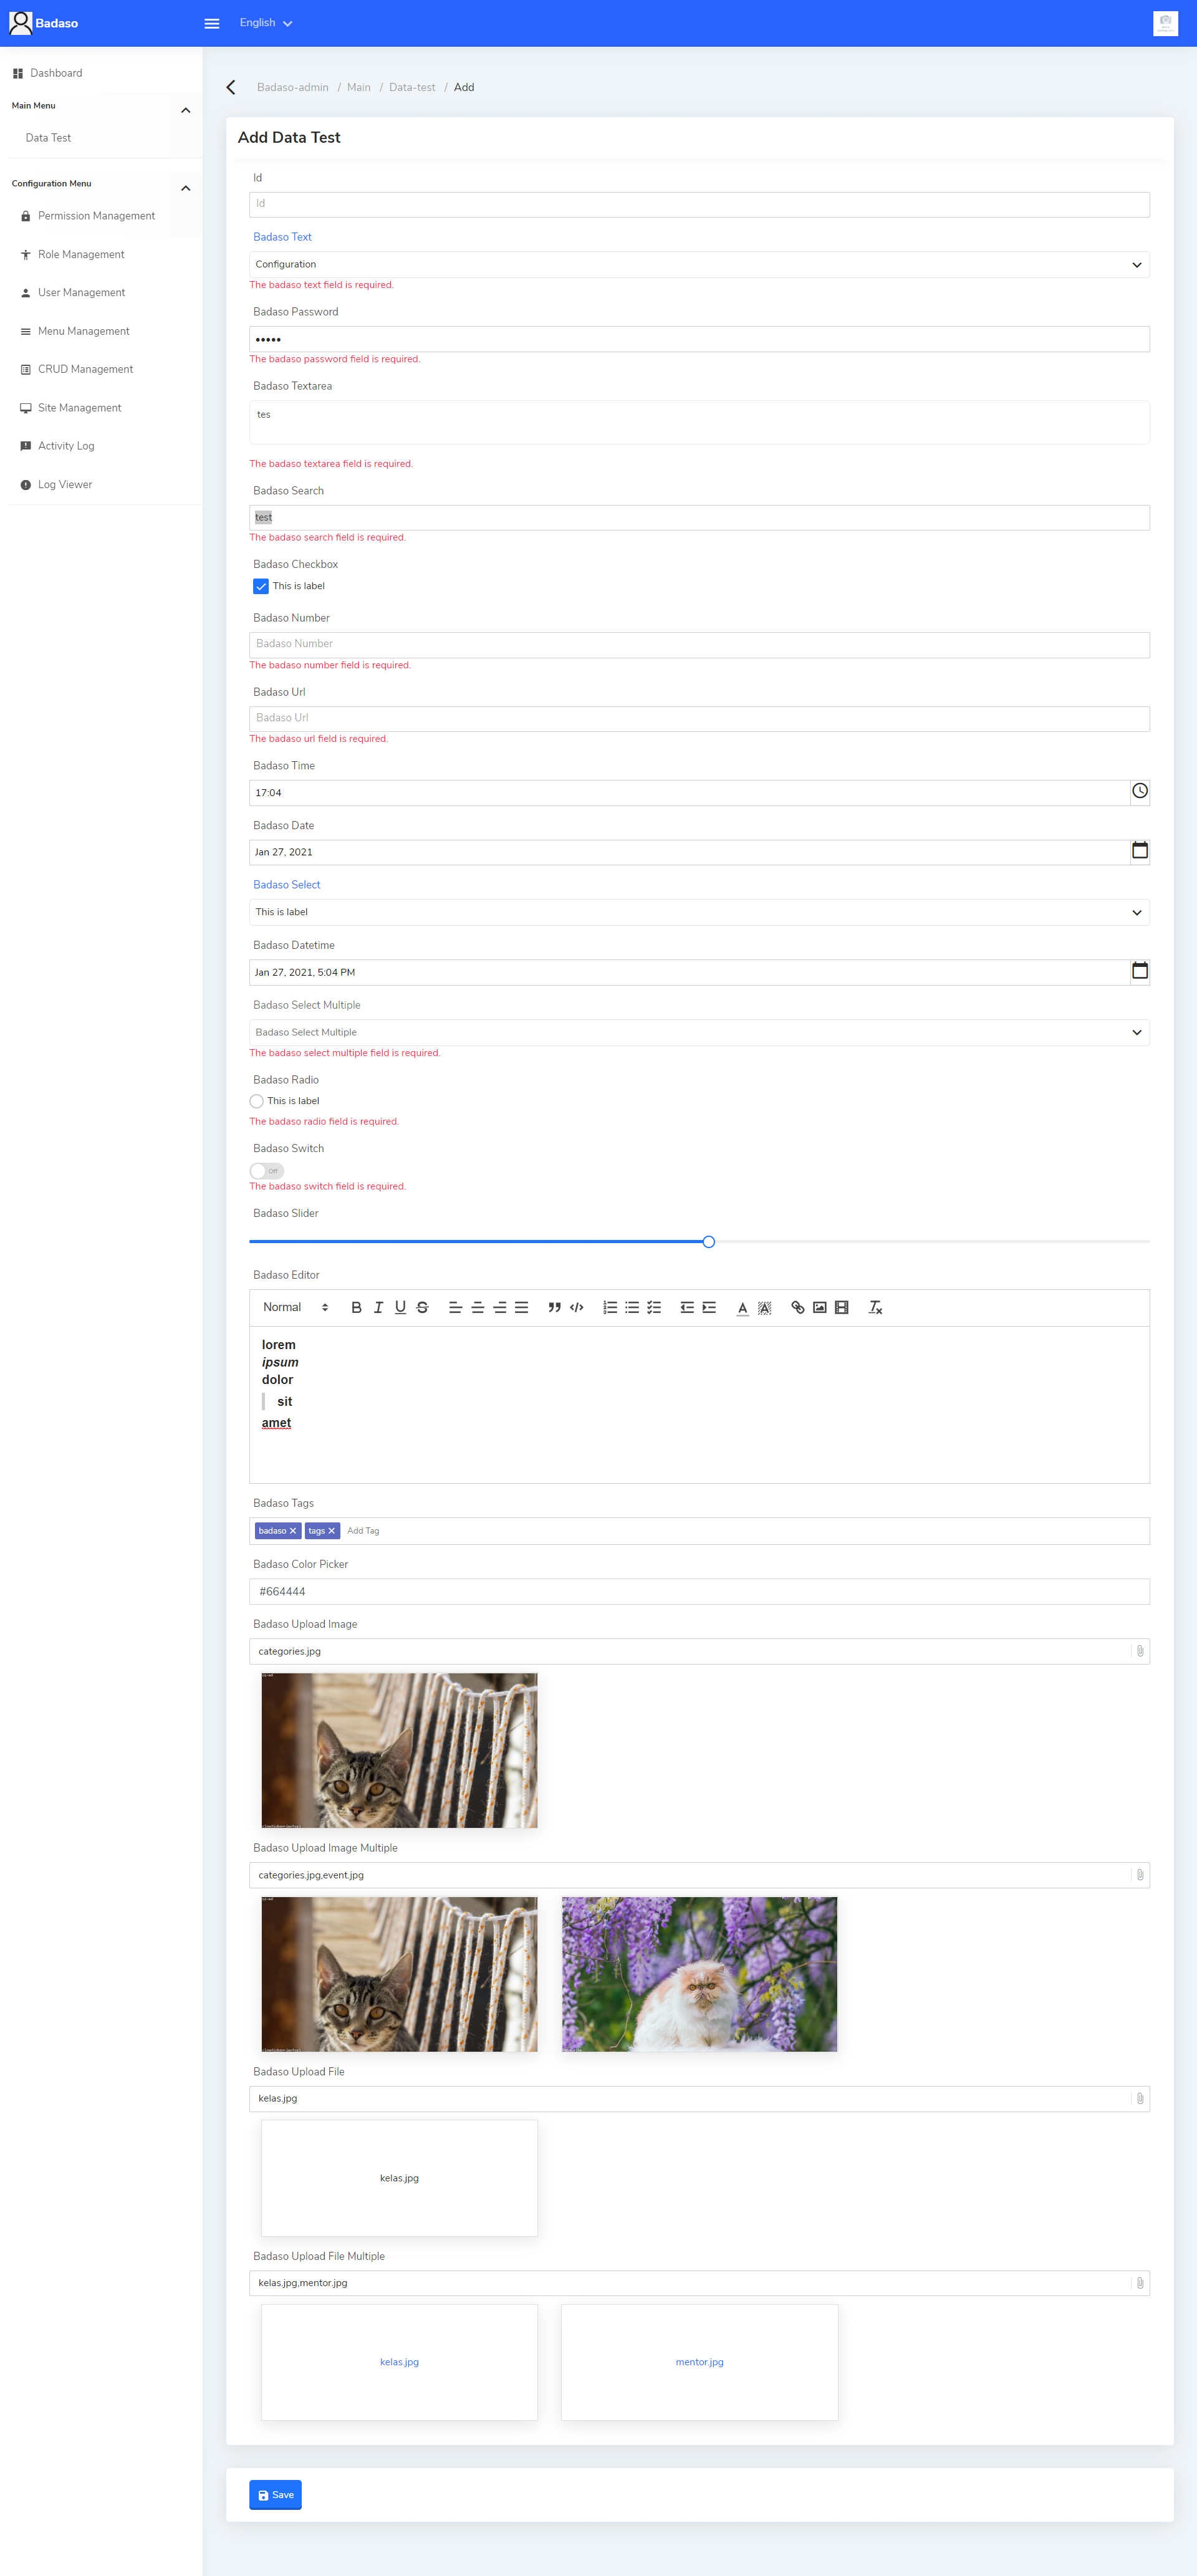 Badaso
English
Dashboard
Main Menu
Data Test
Configuration Menu
Permission Management
Role Management
User Management
Menu Management
CRUD Management
Site Management
Activity Log
Log Viewer
Badaso-admin / Main / Data-test / Add
Add Data Test
Id
Id
Badaso Text
Configuration
The badaso text field is required.
Badaso Password
The badaso password field is required.
Badaso Textarea
tes
The badaso textarea field is required.
Badaso Search
test
The badaso search field is required.
Badaso Checkbox
This is label
Badaso Number
Badaso Number
The badaso number field is required.
Badaso Url
Badaso Url
The badaso url field is required.
Badaso Time
17:04
Badaso Date
Jan 27, 2021
Badaso Select
This is label
Badaso Datetime
Jan 27, 2021, 5:04 PM
Badaso Select Multiple
Badaso Select Multiple
The badaso select multiple field is required.
Badaso Radio
This is label
The badaso radio field is required.
Badaso Switch
Off
The badaso switch field is required.
Badaso Slider
Badaso Editor
Normal
lorem
ipsum
dolor
sit
amet
Badaso Tags
badaso tags Add Tag
Badaso Color Picker
#664444
Badaso Upload Image
categories.jpg
Badaso Upload Image Multiple
categories.jpg,event.jpg
Badaso Upload File
kelas.jpg
kelas.jpg
Badaso Upload File Multiple
kelas.jpg,mentor.jpg
kelas.jpg mentor.jpg
Save